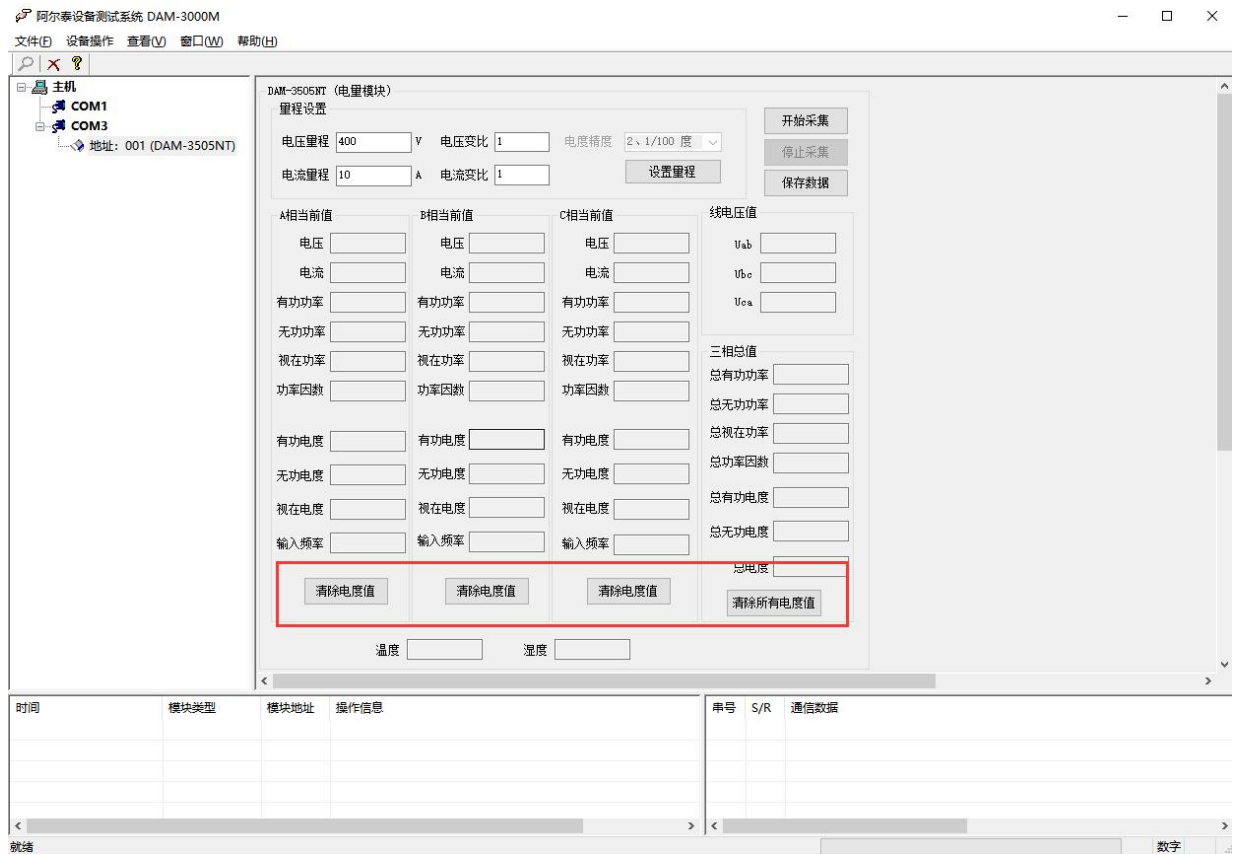 阿尔泰设备测试系统 DAM-3000M
文件(F) 设备操作 查看(V) 窗口(W) 帮助(H)
主机
COM1
COM3
地址：001 (DAM-3505NT)
DAM-3505NT (电量模块)
量程设置
电压量程 400 V 电压变比 1 电度精度 2、1/100 度
电流量程 10 A 电流变比 1 设置量程
开始采集
停止采集
保存数据
A相当前值
电压
电流
有功功率
无功功率
视在功率
功率因数
有功电度
无功电度
视在电度
输入频率
清除电度值
B相当前值
电压
电流
有功功率
无功功率
视在功率
功率因数
有功电度
无功电度
视在电度
输入频率
清除电度值
C相当前值
电压
电流
有功功率
无功功率
视在功率
功率因数
有功电度
无功电度
视在电度
输入频率
清除电度值
线电压值
Uab
Ubc
Uca
三相总值
总有功功率
总无功功率
总视在功率
总功率因数
总有功电度
总无功电度
总电度
清除所有电度值
温度 湿度
时间 模块类型 模块地址 操作信息
串号 S/R 通信数据
就绪 数字